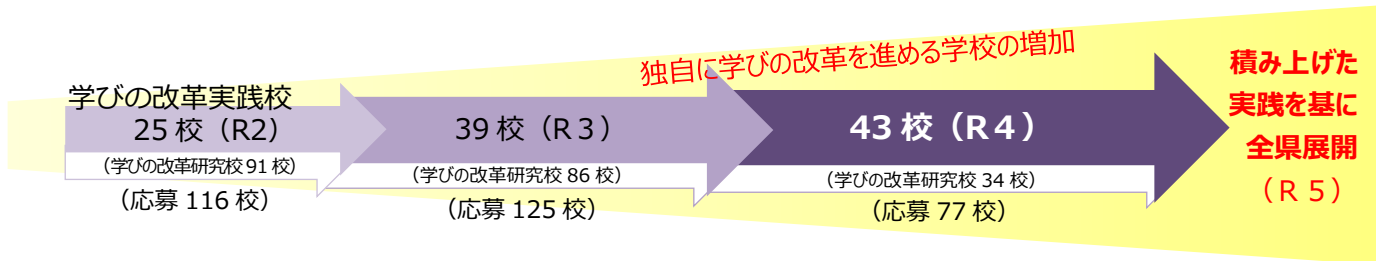 独自に学びの改革を進める学校の増加
学びの改革実践校
25 校（R2）
（学びの改革研究校 91 校）
（応募 116 校）
39 校（R３）
（学びの改革研究校 86 校）
（応募 125 校）
43 校（R４）
（学びの改革研究校 34 校）
（応募 77 校）
積み上げた
実践を基に
全県展開
（R 5）